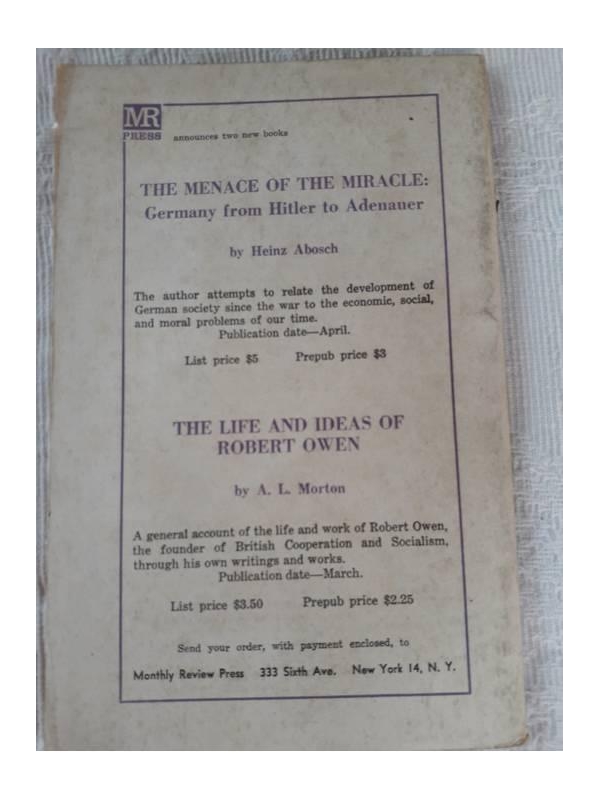 MR
PRESS announces two new books
THE MENACE OF THE MIRACLE:
Germany from Hitler to Adenauer
by Heinz Abosch
The author attempts to relate the development of
German society since the war to the economic, social,
and moral problems of our time.
Publication date—April.
List price $5 Prepub price $3
THE LIFE AND IDEAS OF
ROBERT OWEN
by A. L. Morton
A general account of the life and work of Robert Owen,
the founder of British Cooperation and Socialism,
through his own writings and works.
Publication date—March.
List price $3.50 Prepub price $2.25
Send your order, with payment enclosed, to
Monthly Review Press 333 Sixth Ave. New York 14, N. Y.